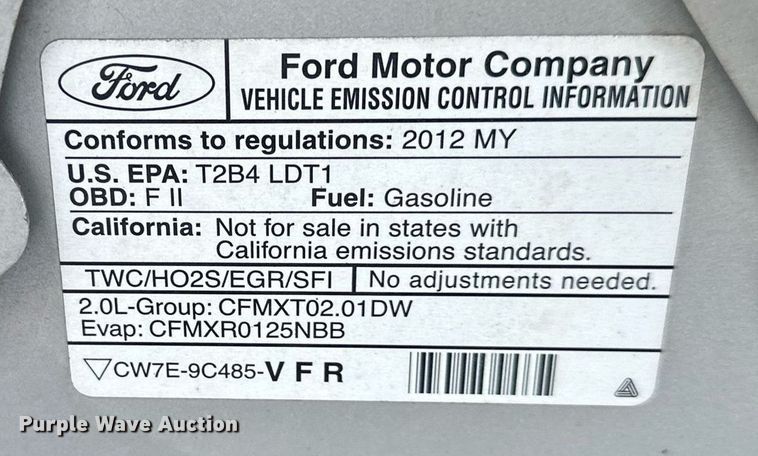 Ford
Ford Motor Company
VEHICLE EMISSION CONTROL INFORMATION
Conforms to regulations: 2012 MY
U.S. EPA: T2B4 LDT1
OBD: F II Fuel: Gasoline
California: Not for sale in states with
California emissions standards.
TWC/HO2S/EGR/SFI No adjustments needed.
2.0L-Group: CFMXT02.01DW
Evap: CFMXR0125NBB
CW7E-9C485-V F R
Purple Wave Auction